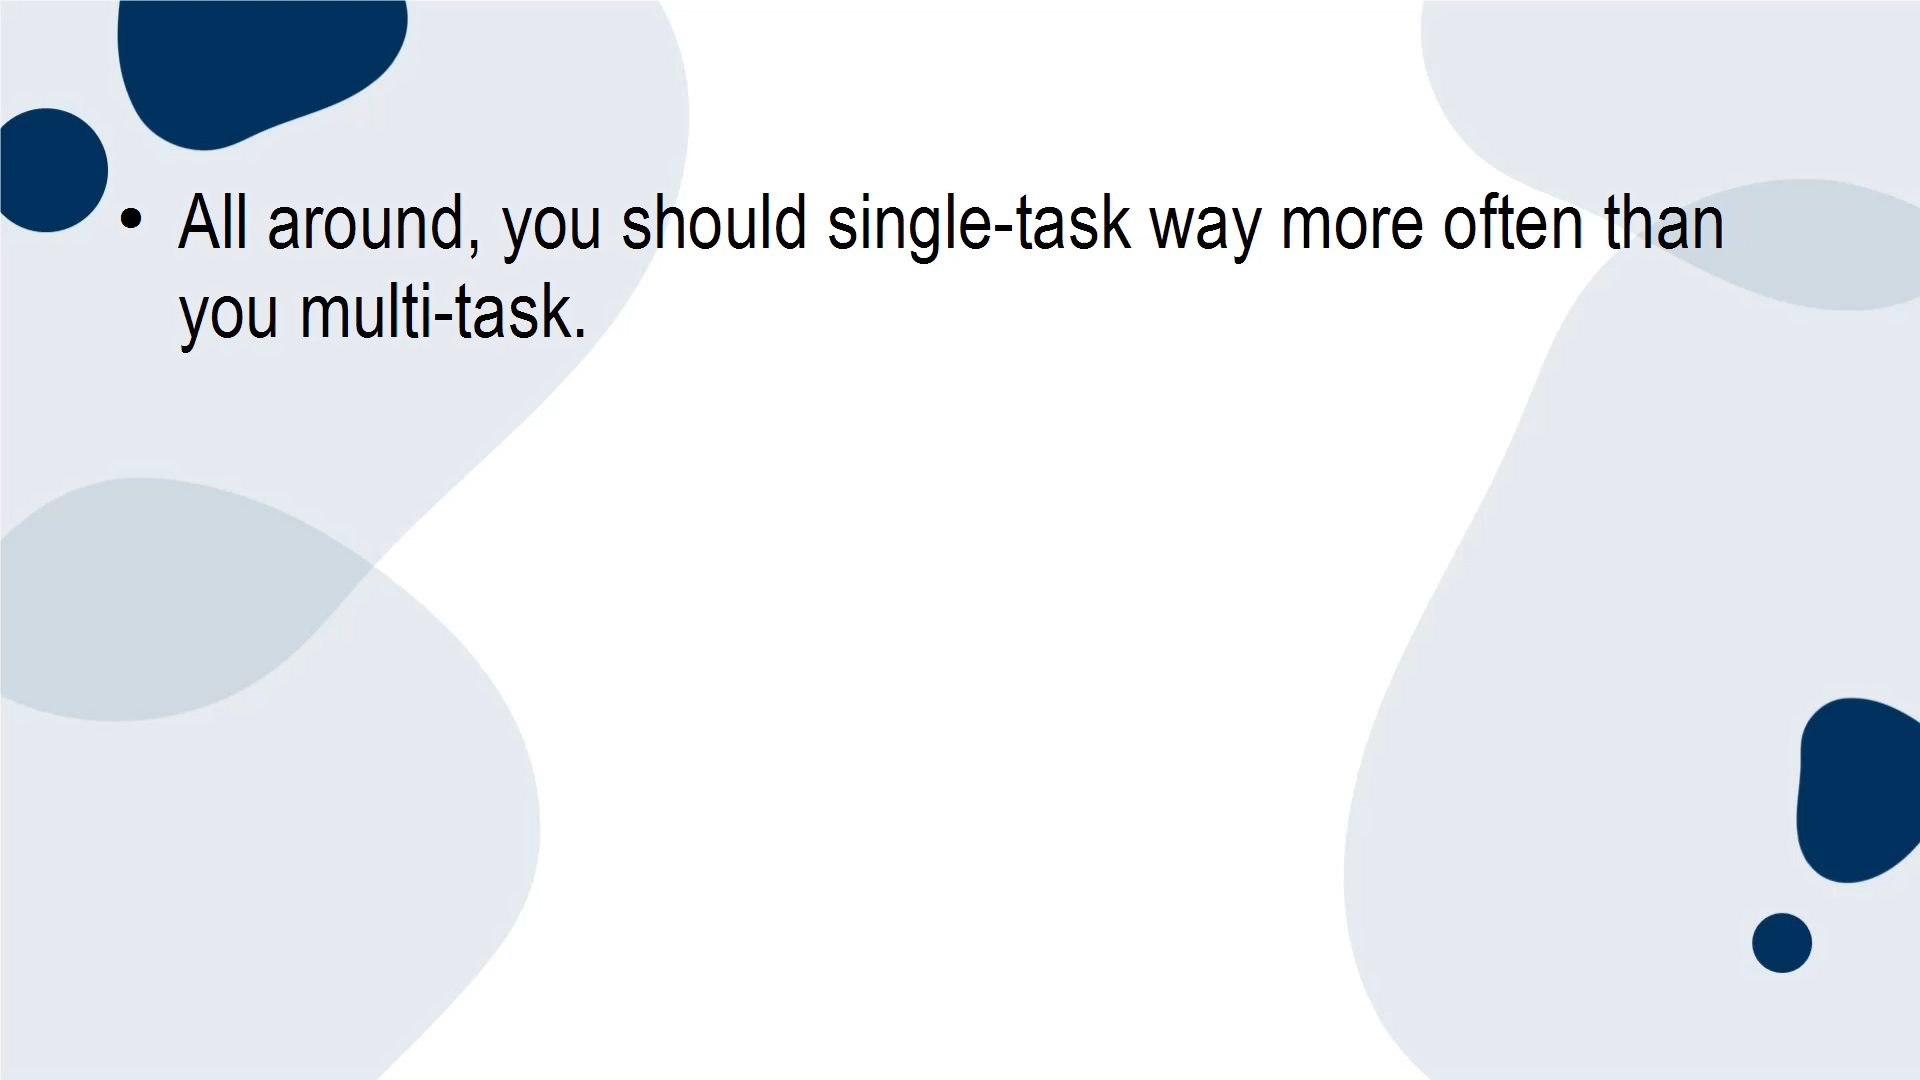 • All around, you should single-task way more often than
you multi-task.